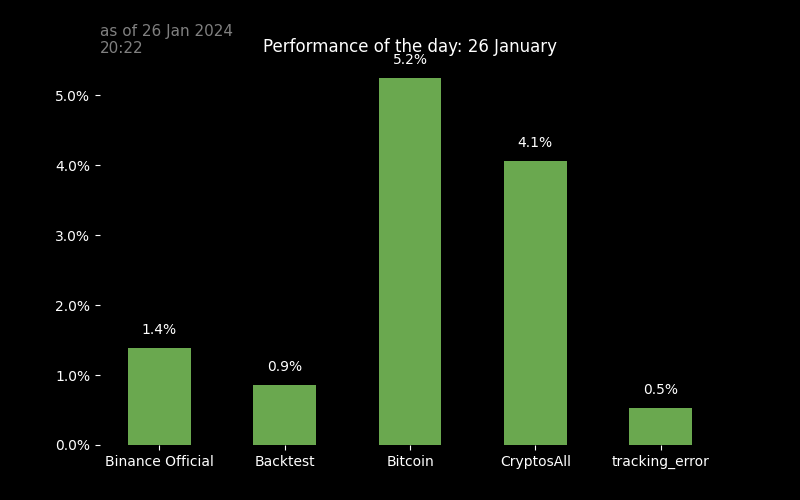 as of 26 Jan 2024
20:22
Performance of the day: 26 January
5.2%
5.0%
4.1%
4.0%
3.0%
2.0%
1.4%
1.0%
0.9%
0.5%
0.0%
Binance Official
Backtest
Bitcoin
CryptosAll
tracking_error